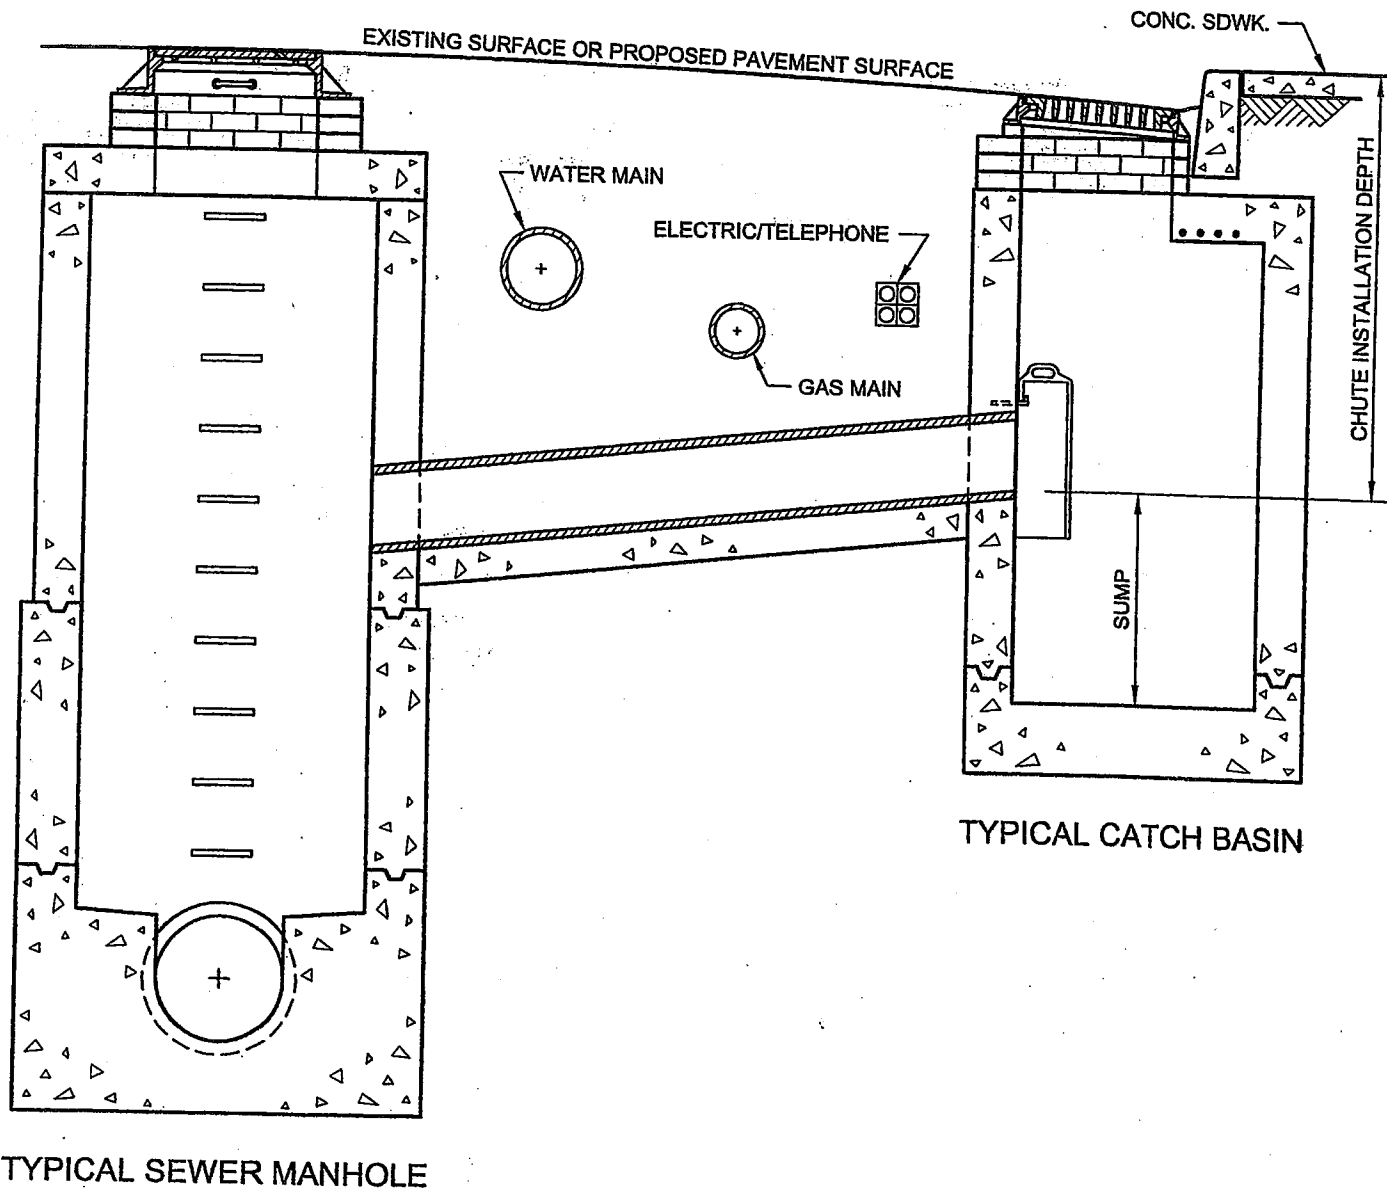 CONC. SDWK.
EXISTING SURFACE OR PROPOSED PAVEMENT SURFACE
WATER MAIN
ELECTRIC/TELEPHONE
GAS MAIN
CHUTE INSTALLATION DEPTH
SUMP
TYPICAL CATCH BASIN
TYPICAL SEWER MANHOLE